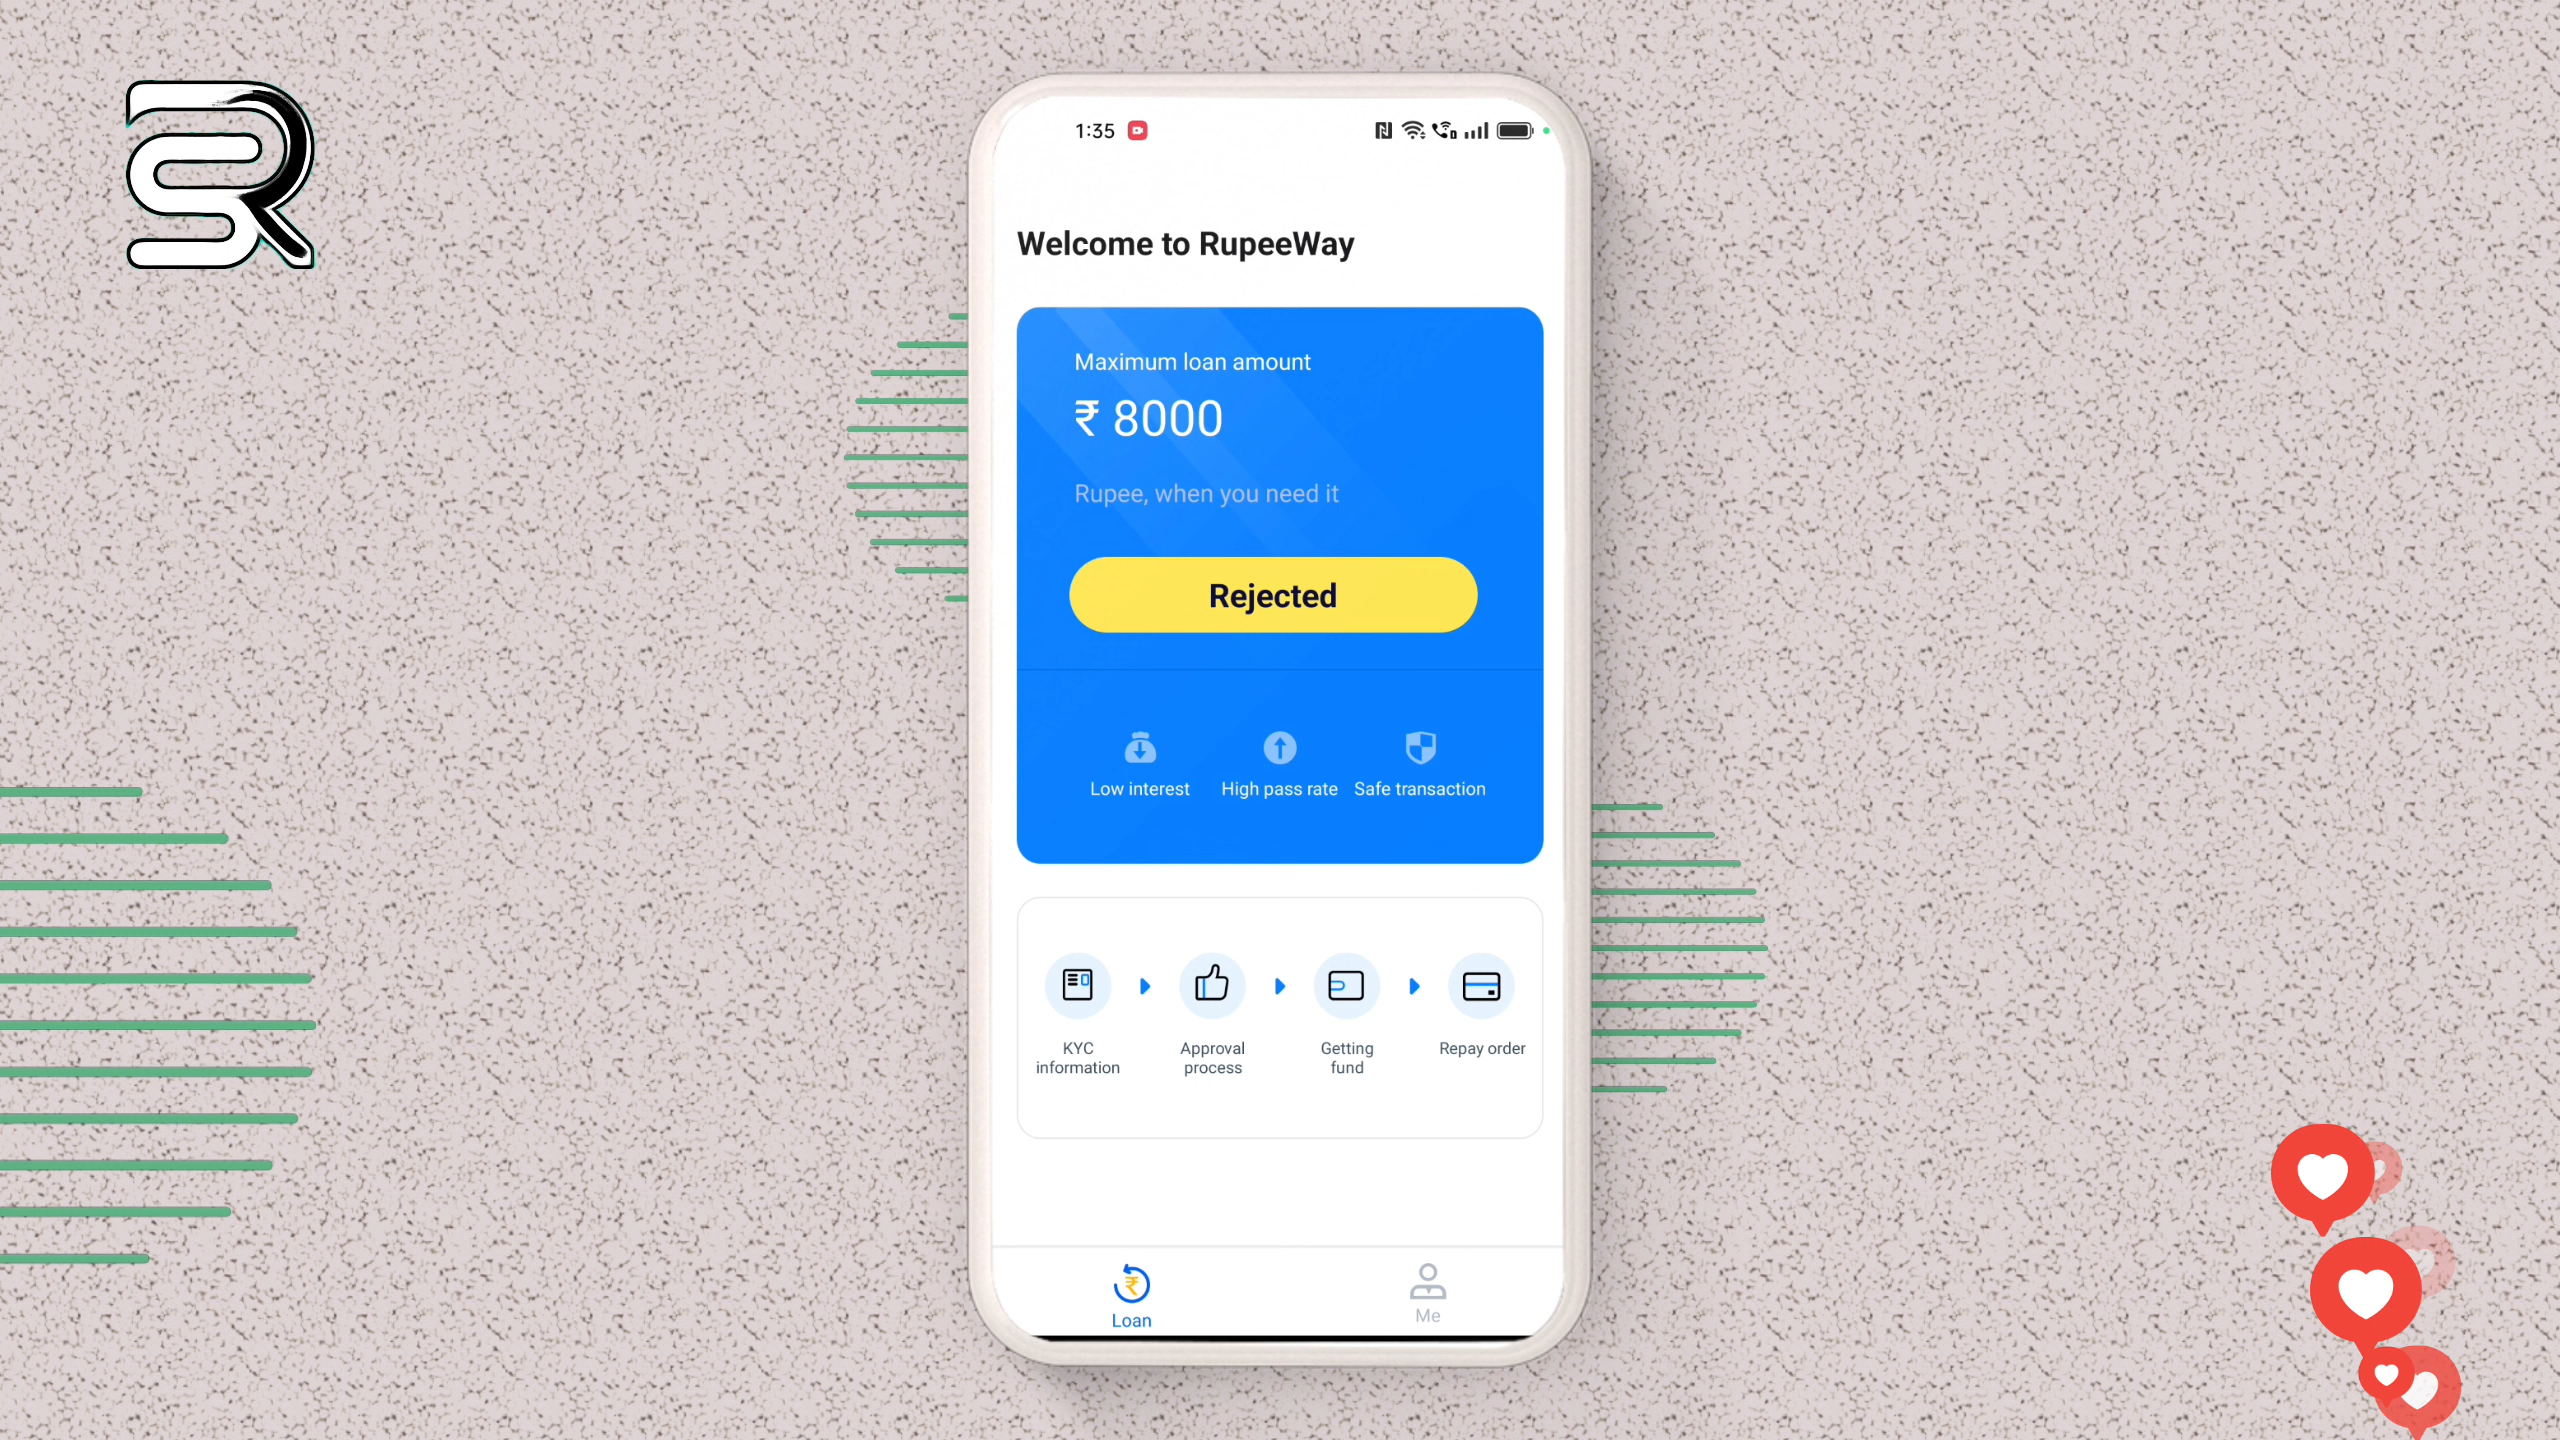 1:35
Welcome to RupeeWay
Maximum loan amount
₹ 8000
Rupee, when you need it
Rejected
Low interest
High pass rate
Safe transaction
KYC
information
Approval
process
Getting
fund
Repay order
Loan
Me